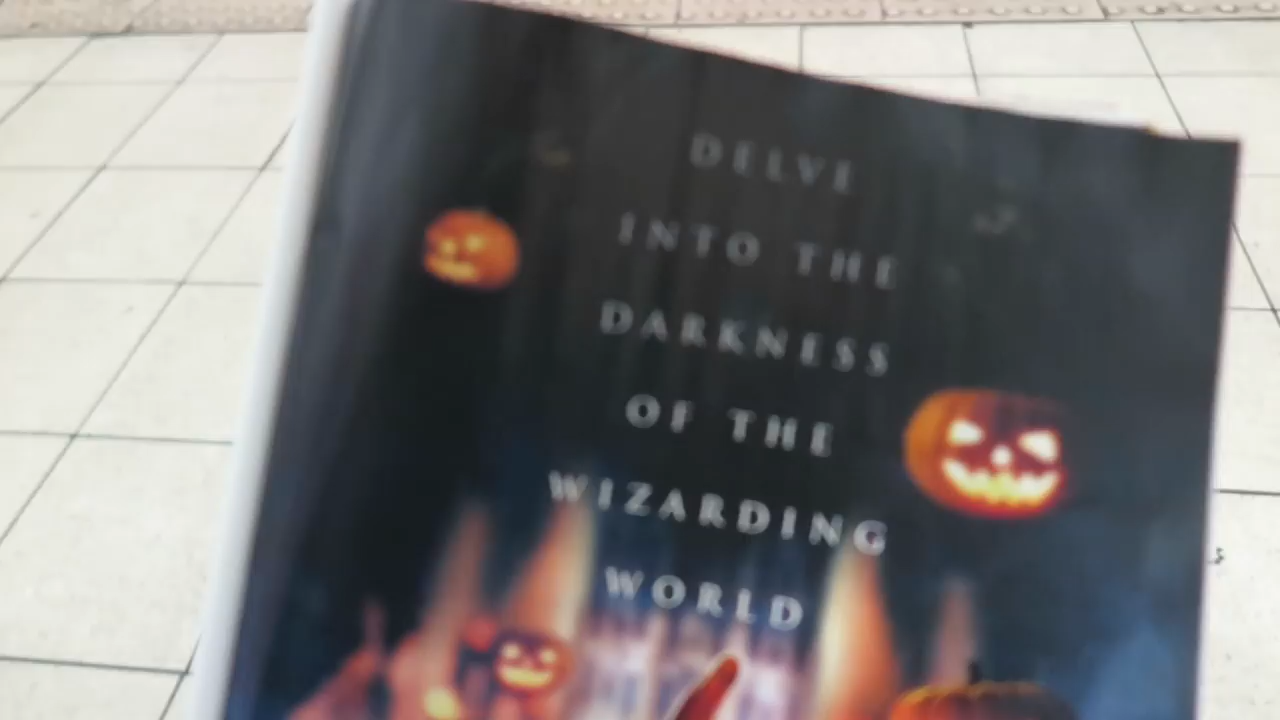 DELVE
INTO THE
DARKNESS
OF THE
WIZARDING
WORLD